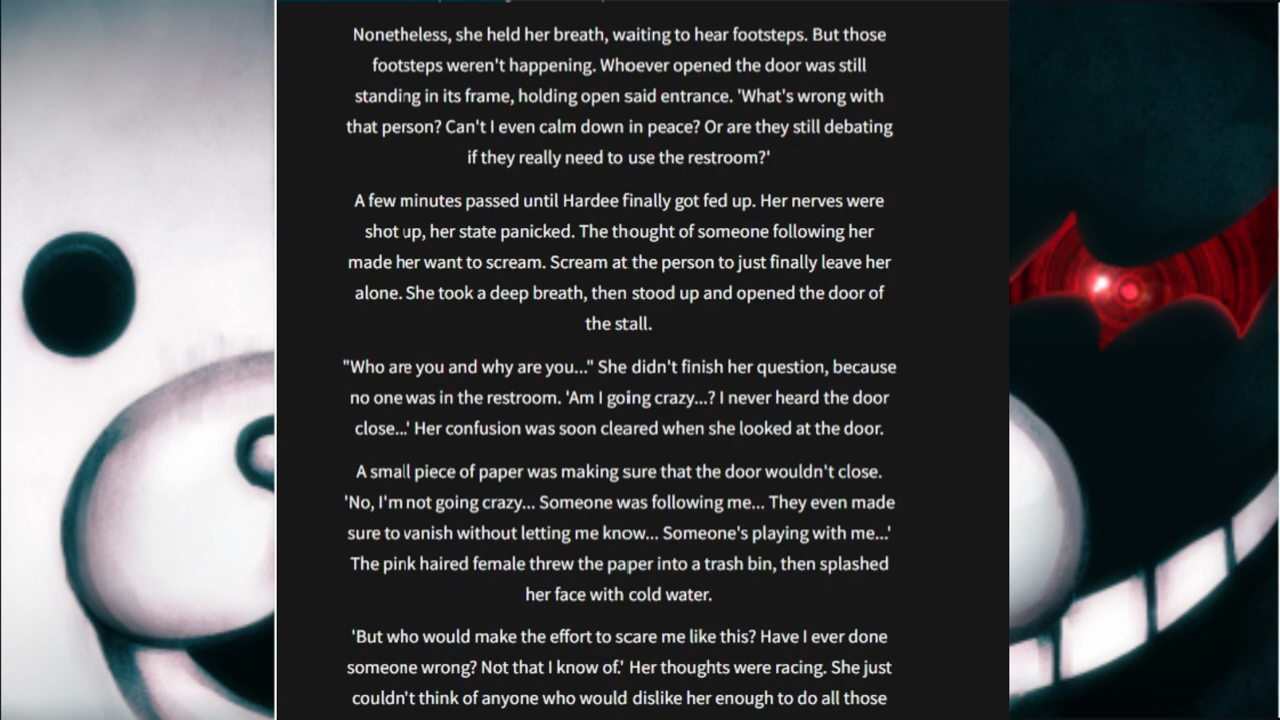 Nonetheless, she held her breath, waiting to hear footsteps. But those
footsteps weren't happening. Whoever opened the door was still
standing in its frame, holding open said entrance. 'What's wrong with
that person? Can't I even calm down in peace? Or are they still debating
if they really need to use the restroom?'
A few minutes passed until Hardee finally got fed up. Her nerves were
shot up, her state panicked. The thought of someone following her
made her want to scream. Scream at the person to just finally leave her
alone. She took a deep breath, then stood up and opened the door of
the stall.
"Who are you and why are you..." She didn't finish her question, because
no one was in the restroom. 'Am I going crazy...? I never heard the door
close...' Her confusion was soon cleared when she looked at the door.
A small piece of paper was making sure that the door wouldn't close.
'No, I'm not going crazy... Someone was following me... They even made
sure to vanish without letting me know... Someone's playing with me...'
The pink haired female threw the paper into a trash bin, then splashed
her face with cold water.
'But who would make the effort to scare me like this? Have I ever done
someone wrong? Not that I know of.' Her thoughts were racing. She just
couldn't think of anyone who would dislike her enough to do all those